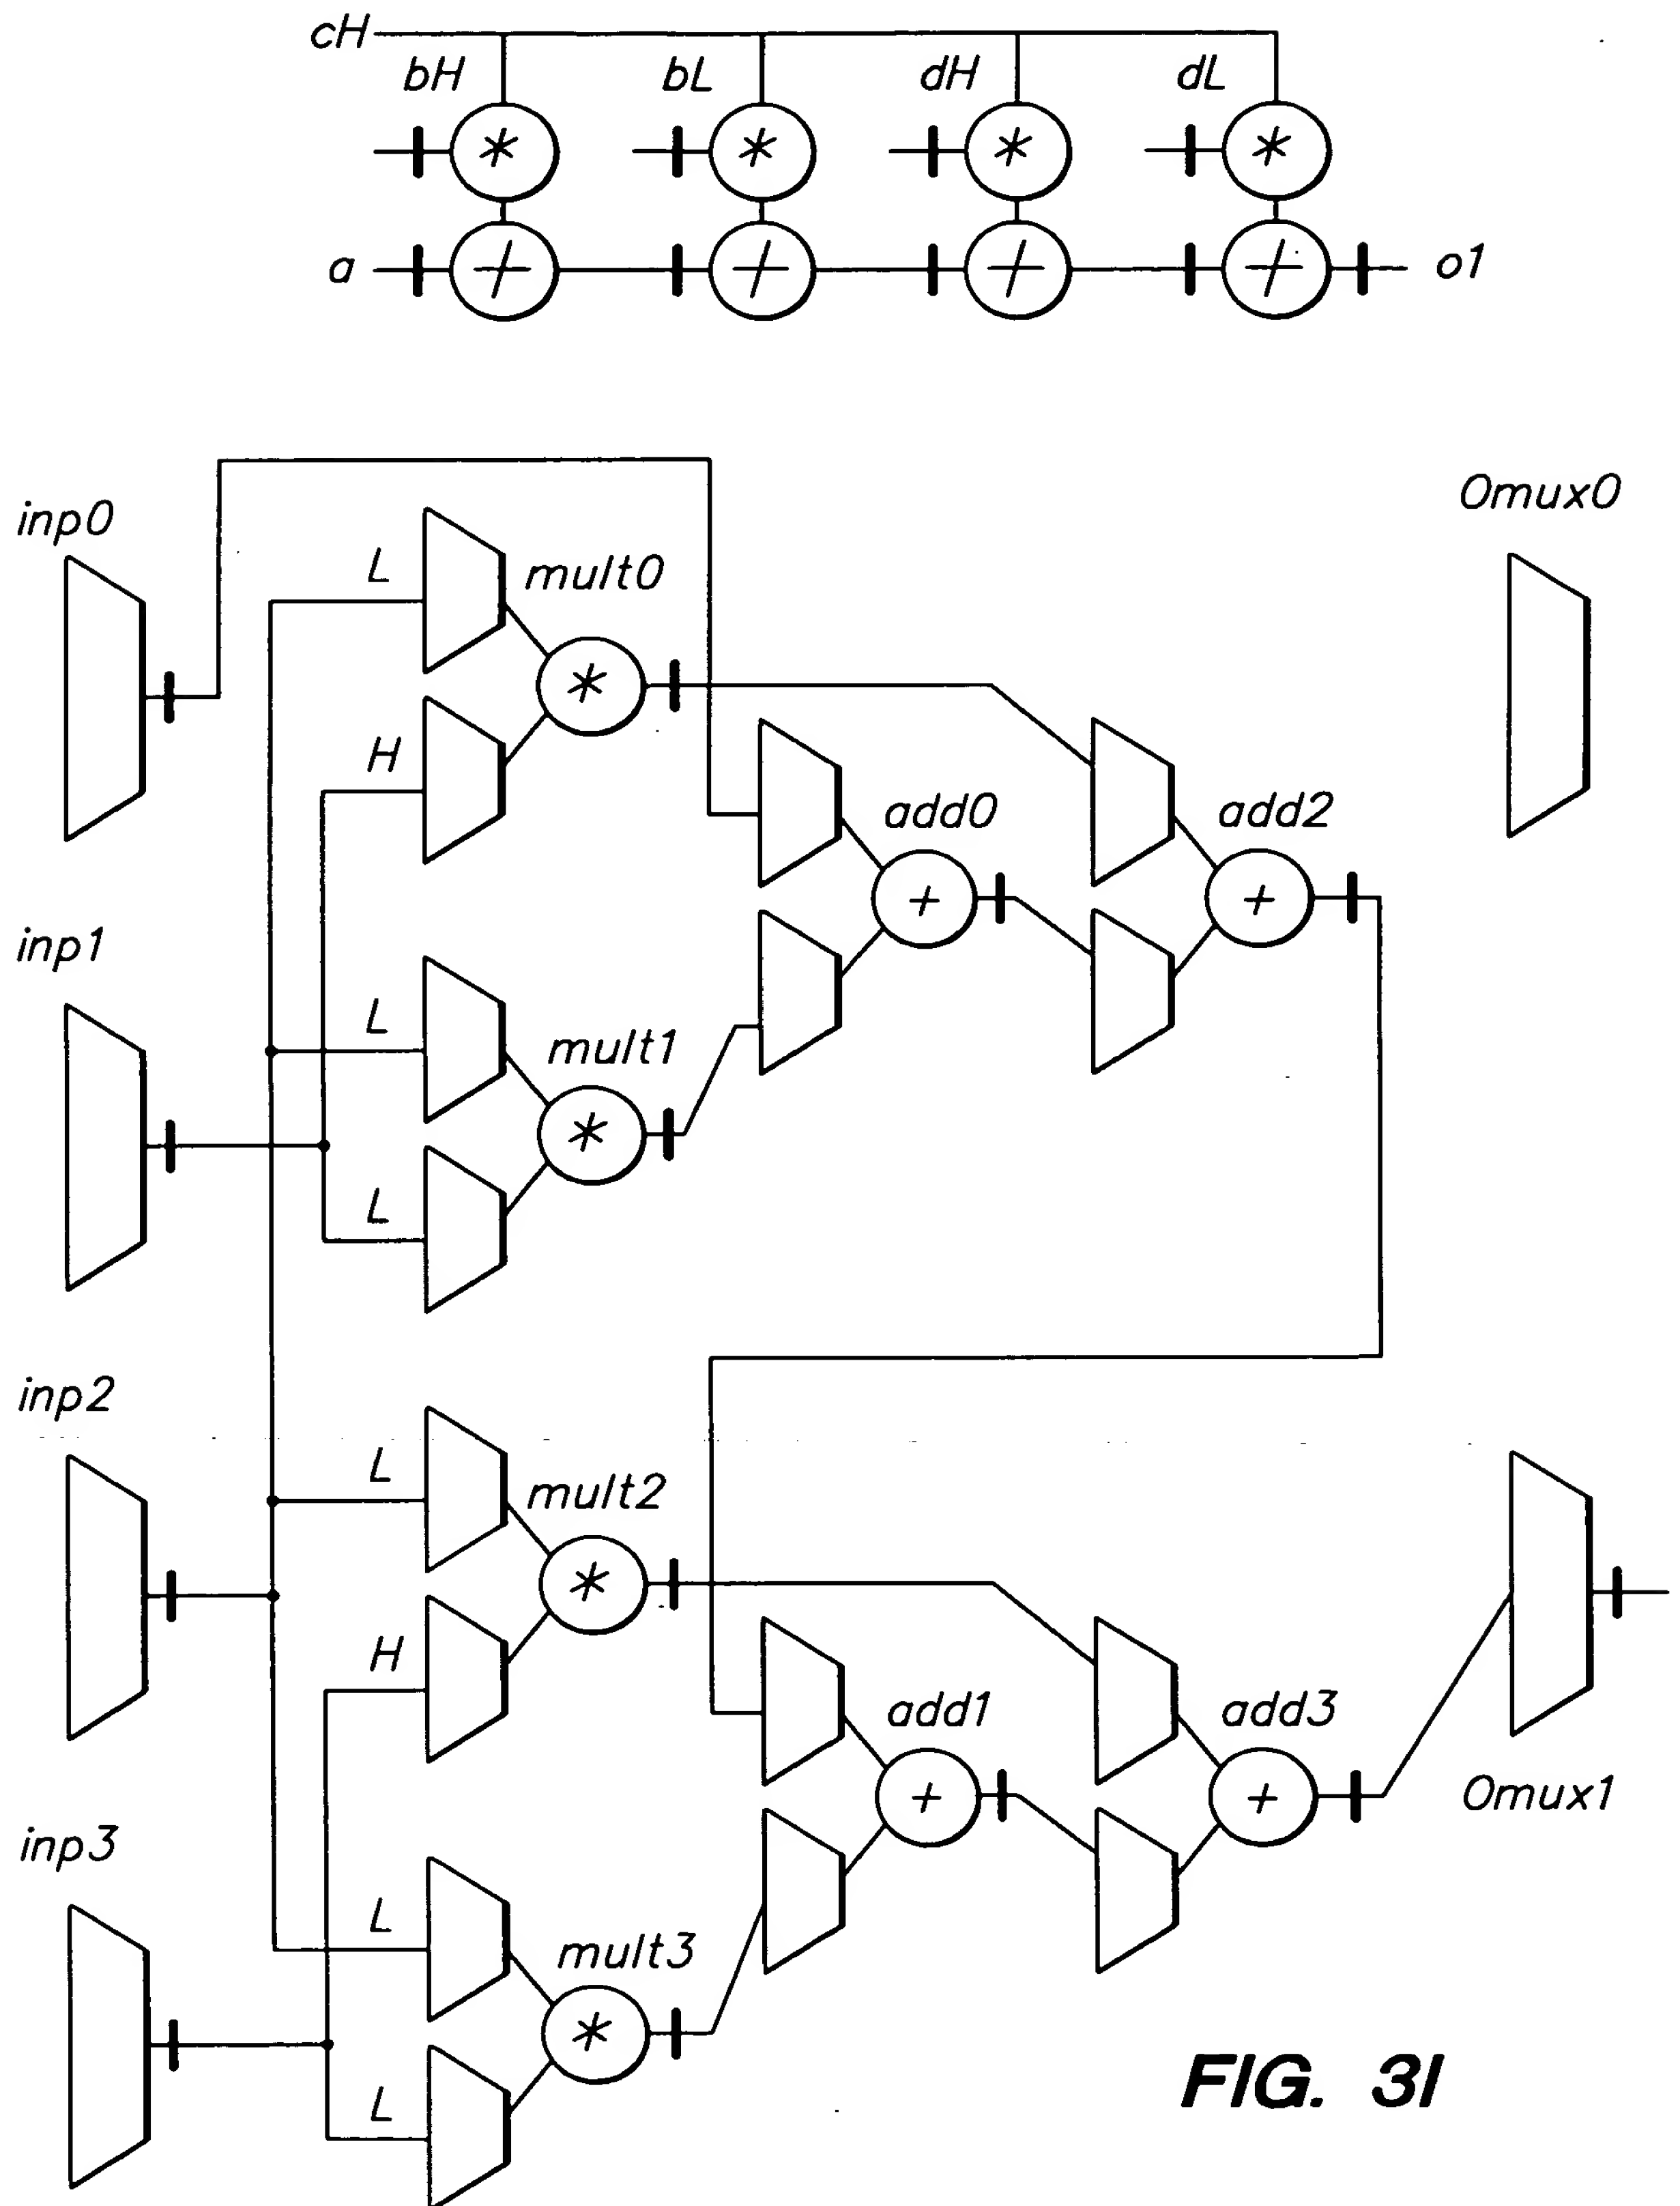 cH
bH bL dH dL
* * * *
a + + + + o1
inp0
Omux0
L
mult0
*
H
add0
add2
+
+
inp1
L
mult1
*
L
inp2
L
mult2
*
H
add1
add3
+
+
Omux1
inp3
L
mult3
*
L
FIG. 3I